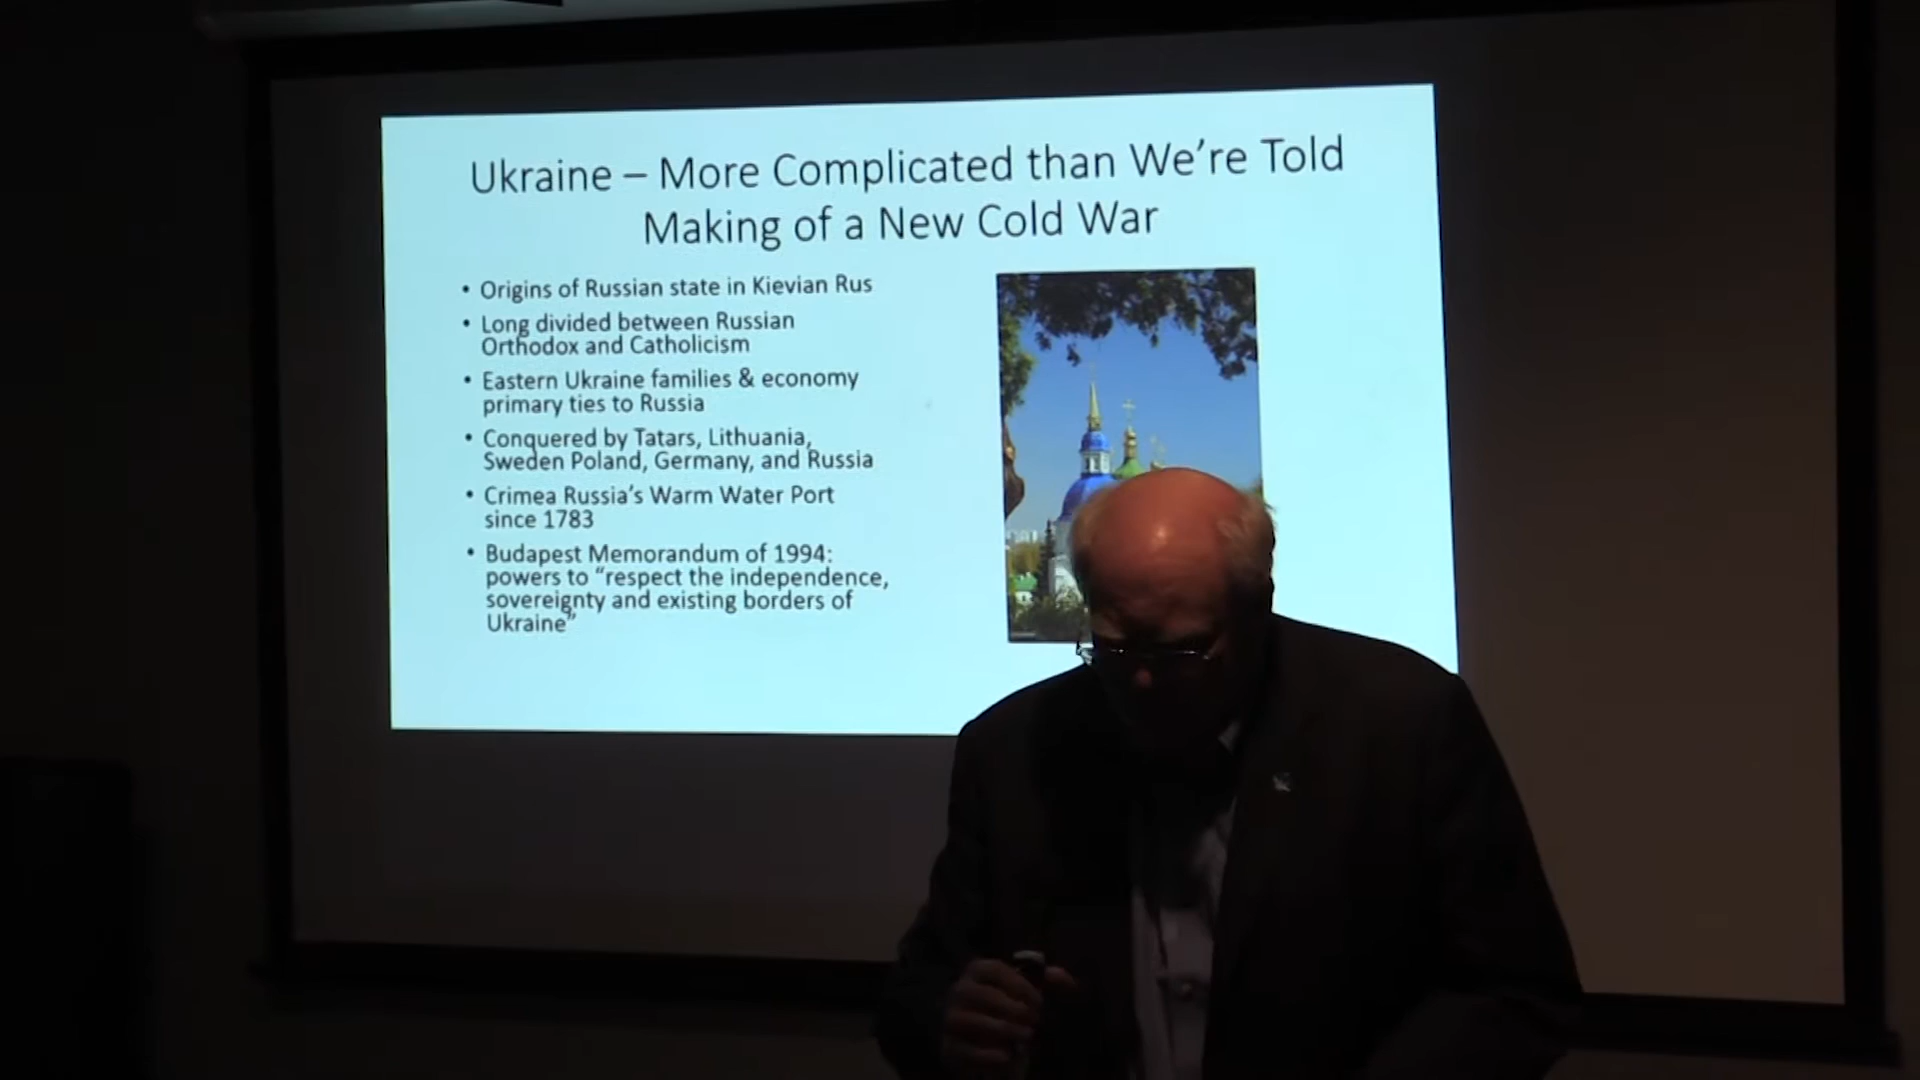 Ukraine – More Complicated than We're Told
Making of a New Cold War
• Origins of Russian state in Kievian Rus
• Long divided between Russian
Orthodox and Catholicism
• Eastern Ukraine families & economy
primary ties to Russia
• Conquered by Tatars, Lithuania,
Sweden Poland, Germany, and Russia
• Crimea Russia's Warm Water Port
since 1783
• Budapest Memorandum of 1994:
powers to "respect the independence,
sovereignty and existing borders of
Ukraine"